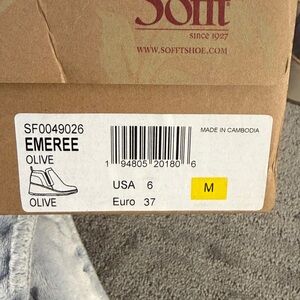 Sofft
since 1927
WWW.SOFFTSHOE.COM
SF0049026
EMEREE
OLIVE
MADE IN CAMBODIA
1 94805 20180 6
OLIVE
USA 6
Euro 37
M